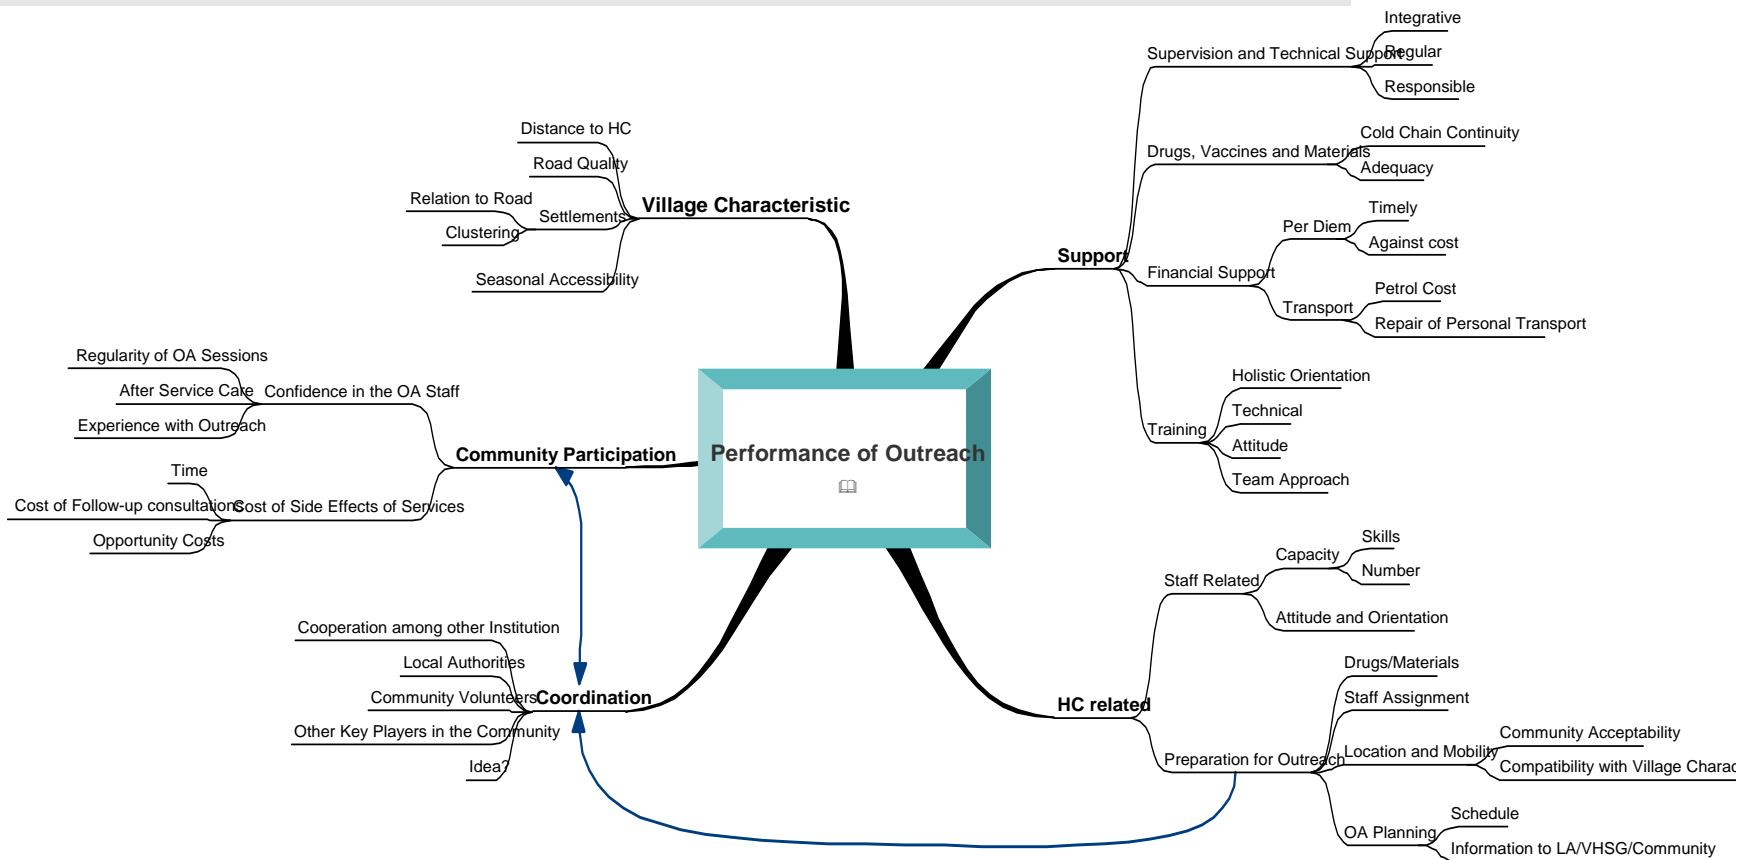 Performance of Outreach
Village Characteristic
Distance to HC
Road Quality
Settlements
Relation to Road
Clustering
Seasonal Accessibility
Community Participation
Confidence in the OA Staff
Regularity of OA Sessions
After Service Care
Experience with Outreach
Cost of Side Effects of Services
Time
Cost of Follow-up consultations
Opportunity Costs
Coordination
Cooperation among other Institution
Local Authorities
Community Volunteers
Other Key Players in the Community
Idea?
Support
Supervision and Technical Support
Integrative
Regular
Responsible
Drugs, Vaccines and Materials
Cold Chain Continuity
Adequacy
Financial Support
Per Diem
Timely
Against cost
Transport
Petrol Cost
Repair of Personal Transport
Training
Holistic Orientation
Technical
Attitude
Team Approach
HC related
Staff Related
Capacity
Skills
Number
Attitude and Orientation
Preparation for Outreach
Drugs/Materials
Staff Assignment
Location and Mobility
Community Acceptability
Compatibility with Village Charac
OA Planning
Schedule
Information to LA/VHSG/Community